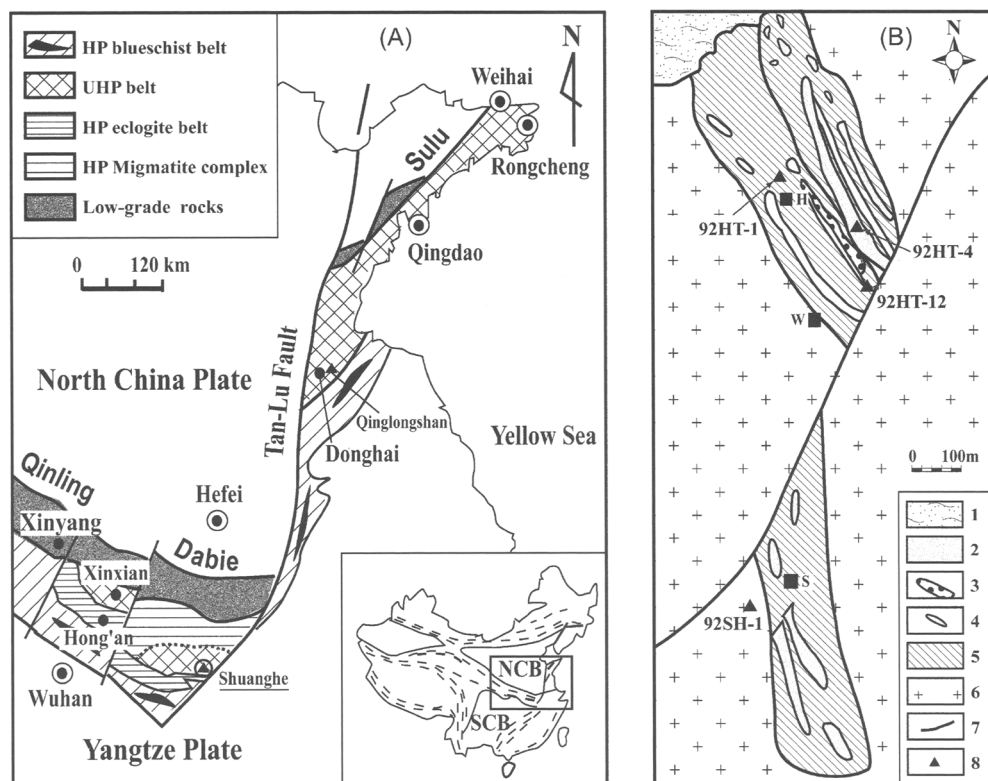 HP blueschist belt
UHP belt
HP eclogite belt
HP Migmatite complex
Low-grade rocks
0 120 km
(A)
N
Weihai
Rongcheng
Sulu
Qingdao
Tan-Lu Fault
North China Plate
Qinglongshan
Donghai
Yellow Sea
Qinling
Xinyang
Hefei
Dabie
Xinxian
Hong'an
Wuhan
Shuanghe
Yangtze Plate
NCB
SCB
(B)
N
H
92HT-1
92HT-4
92HT-12
W
0 100m
S
92SH-1
1
2
3
4
5
6
7
8